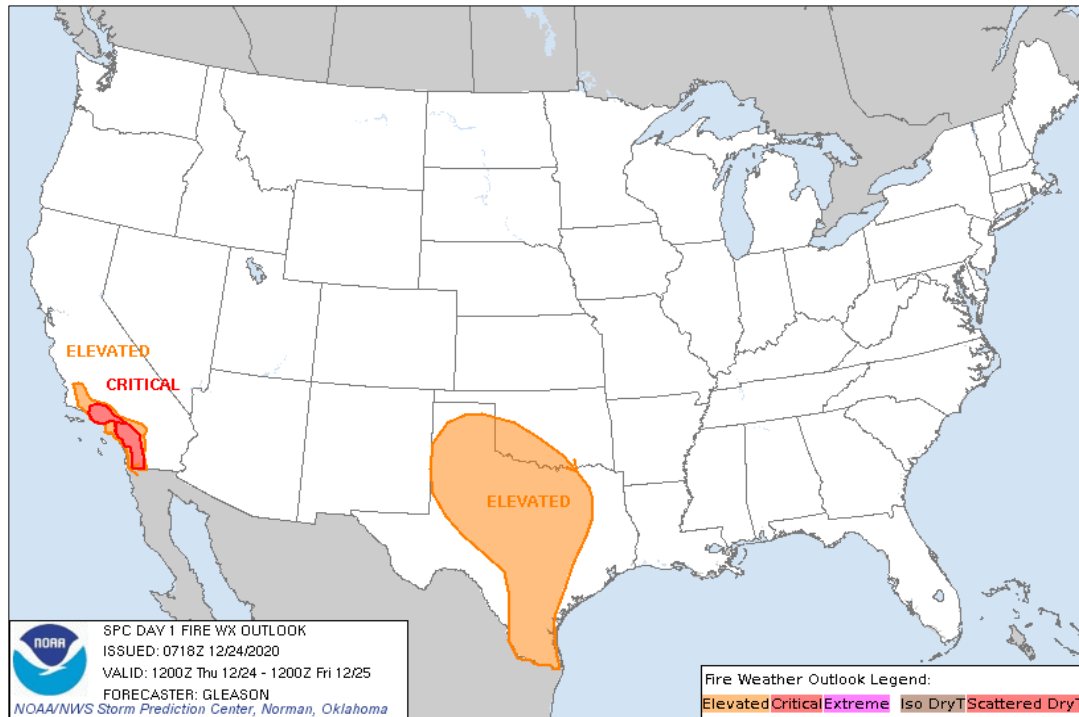 ELEVATED
CRITICAL
ELEVATED
NOAA
SPC DAY 1 FIRE WX OUTLOOK
ISSUED: 0718Z 12/24/2020
VALID: 1200Z Thu 12/24 - 1200Z Fri 12/25
FORECASTER: GLEASON
NOAA/NWS Storm Prediction Center, Norman, Oklahoma
Fire Weather Outlook Legend:
Elevated Critical Extreme Iso DryT Scattered DryT